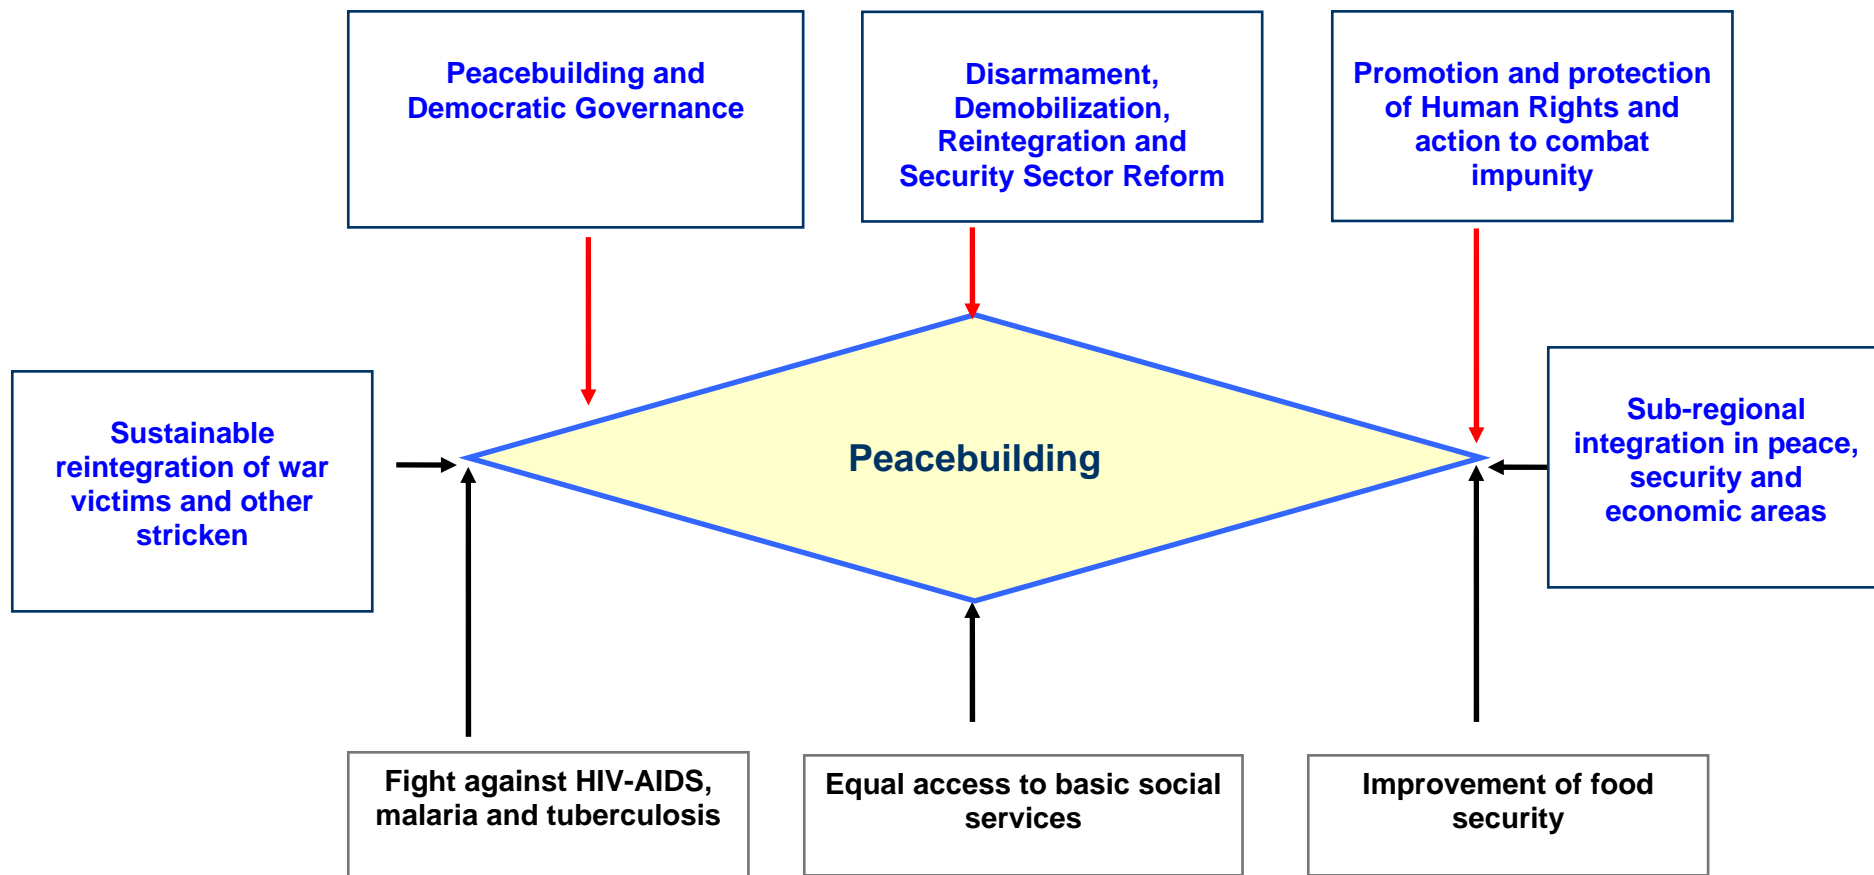 Peacebuilding and
Democratic Governance
Disarmament,
Demobilization,
Reintegration and
Security Sector Reform
Promotion and protection
of Human Rights and
action to combat
impunity
Sustainable
reintegration of war
victims and other
stricken
Peacebuilding
Sub-regional
integration in peace,
security and
economic areas
Fight against HIV-AIDS,
malaria and tuberculosis
Equal access to basic social
services
Improvement of food
security